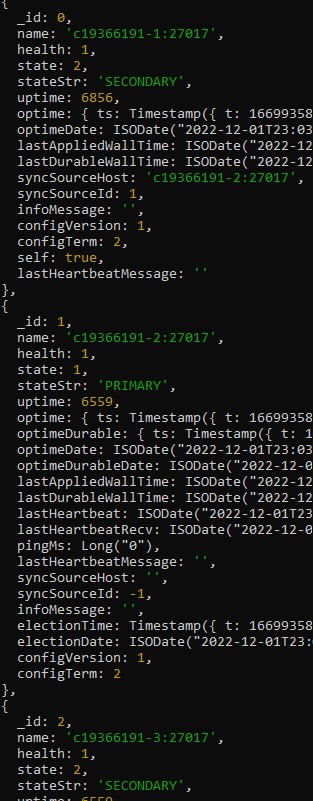 {
_id: 0,
name: 'c19366191-1:27017',
health: 1,
state: 2,
stateStr: 'SECONDARY',
uptime: 6856,
optime: { ts: Timestamp({ t: 16699358
optimeDate: ISODate("2022-12-01T23:03
lastAppliedWallTime: ISODate("2022-12
lastDurableWallTime: ISODate("2022-12
syncSourceHost: 'c19366191-2:27017',
syncSourceId: 1,
infoMessage: '',
configVersion: 1,
configTerm: 2,
self: true,
lastHeartbeatMessage: ''
},
{
_id: 1,
name: 'c19366191-2:27017',
health: 1,
state: 1,
stateStr: 'PRIMARY',
uptime: 6559,
optime: { ts: Timestamp({ t: 16699358
optimeDurable: { ts: Timestamp({ t: 1
optimeDate: ISODate("2022-12-01T23:03
optimeDurableDate: ISODate("2022-12-0
lastAppliedWallTime: ISODate("2022-12
lastDurableWallTime: ISODate("2022-12
lastHeartbeat: ISODate("2022-12-01T23
lastHeartbeatRecv: ISODate("2022-12-0
pingMs: Long("0"),
lastHeartbeatMessage: '',
syncSourceHost: '',
syncSourceId: -1,
infoMessage: '',
electionTime: Timestamp({ t: 16699358
electionDate: ISODate("2022-12-01T23:
configVersion: 1,
configTerm: 2
},
{
_id: 2,
name: 'c19366191-3:27017',
health: 1,
state: 2,
stateStr: 'SECONDARY',
uptime: 6559